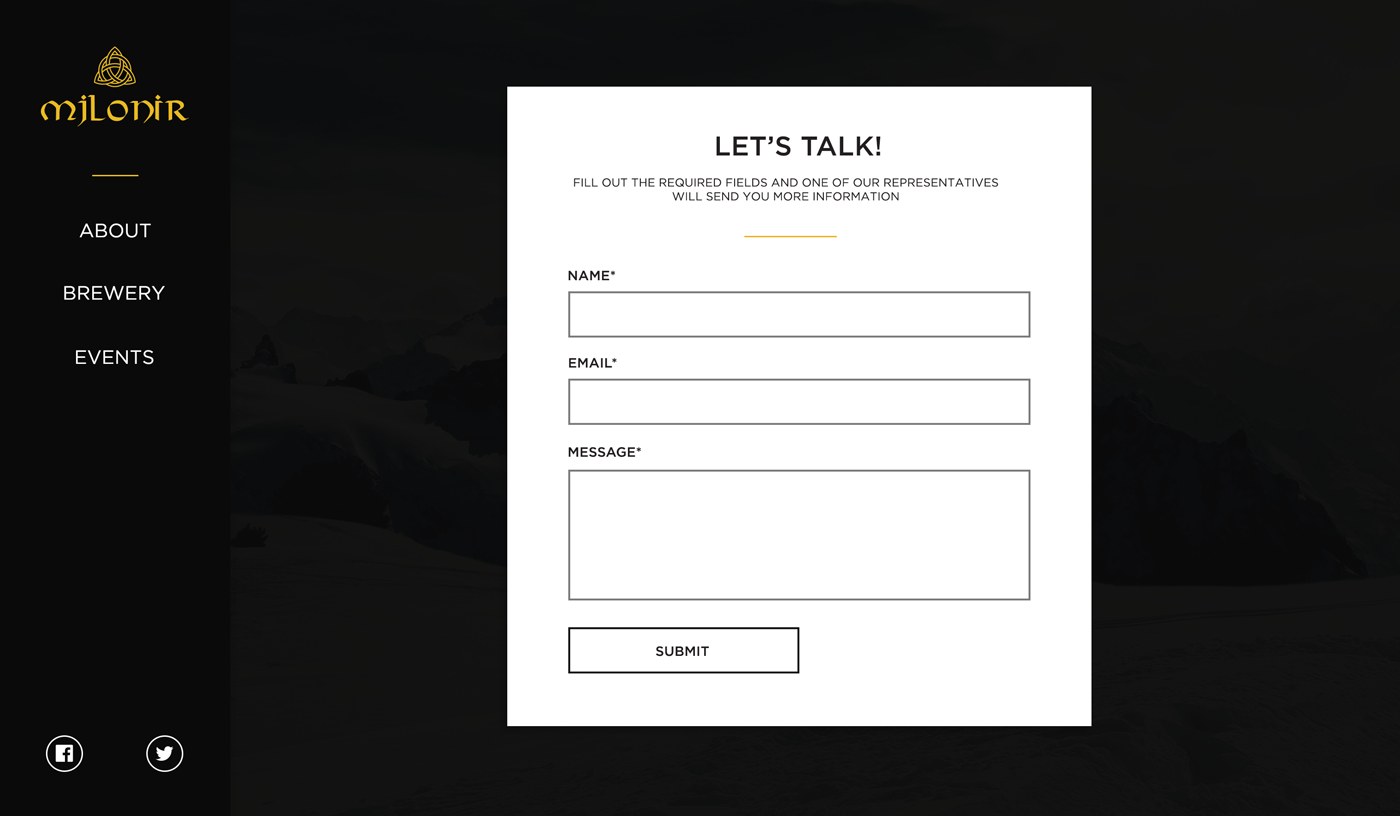 mjlonir
ABOUT
BREWERY
EVENTS
LET’S TALK!
FILL OUT THE REQUIRED FIELDS AND ONE OF OUR REPRESENTATIVES
WILL SEND YOU MORE INFORMATION
NAME*
EMAIL*
MESSAGE*
SUBMIT